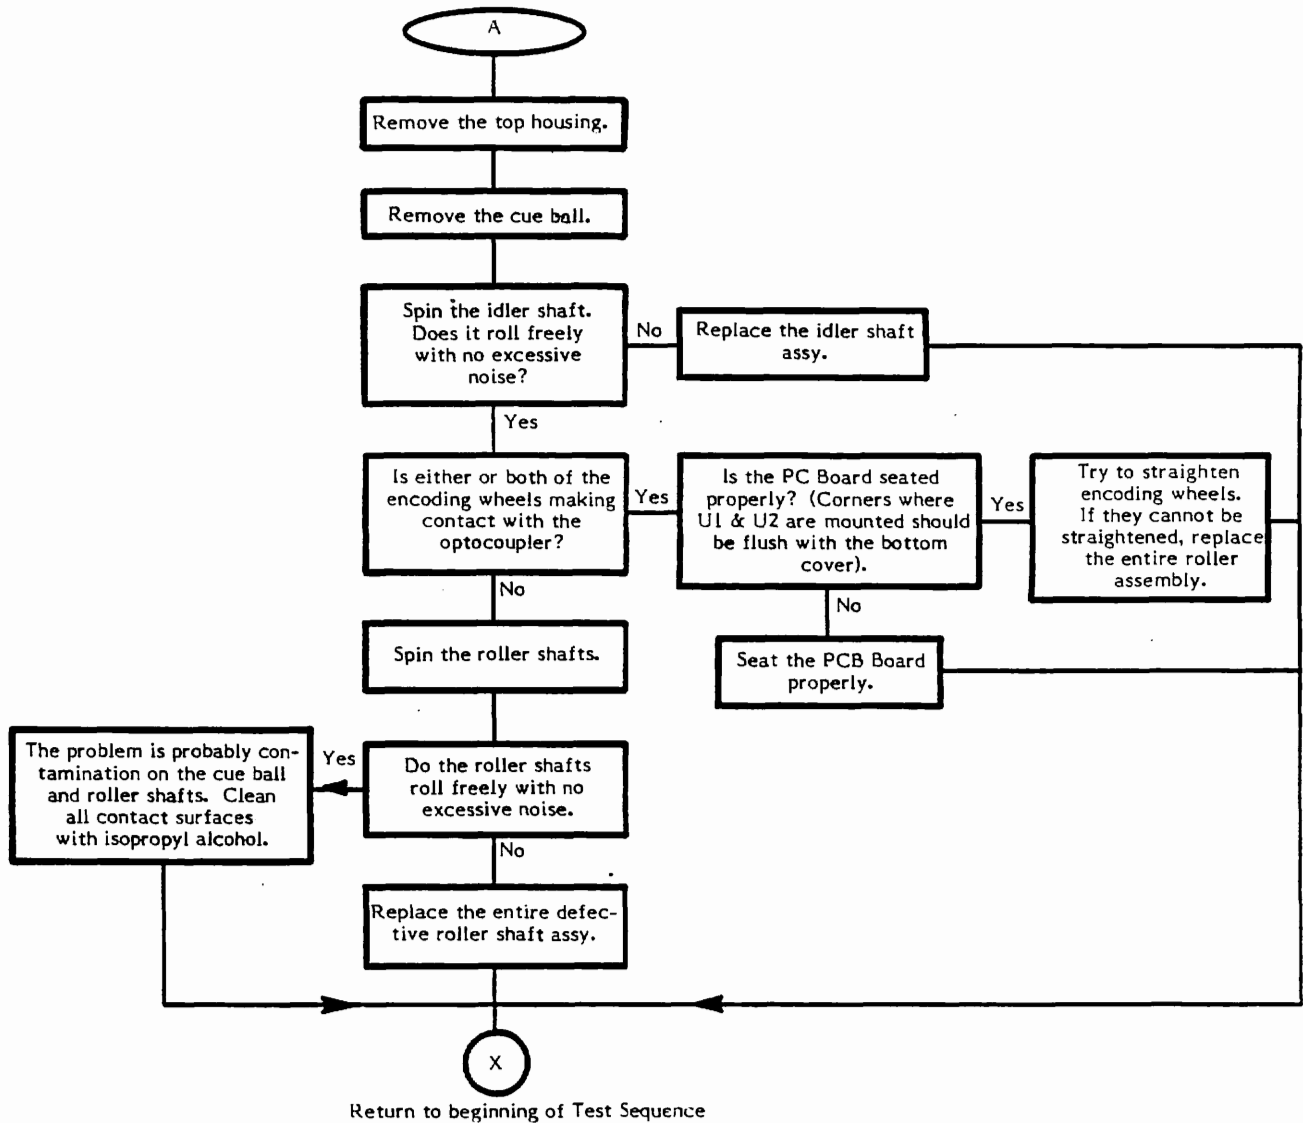 A
Remove the top housing.
Remove the cue ball.
Spin the idler shaft.
Does it roll freely
with no excessive
noise?
No
Replace the idler shaft
assy.
Yes
Is either or both of the
encoding wheels making
contact with the
optocoupler?
Yes
Is the PC Board seated
properly? (Corners where
U1 & U2 are mounted should
be flush with the bottom
cover).
Yes
Try to straighten
encoding wheels.
If they cannot be
straightened, replace
the entire roller
assembly.
No
No
Seat the PCB Board
properly.
Spin the roller shafts.
Do the roller shafts
roll freely with no
excessive noise.
Yes
The problem is probably con-
tamination on the cue ball
and roller shafts. Clean
all contact surfaces
with isopropyl alcohol.
No
Replace the entire defec-
tive roller shaft assy.
X
Return to beginning of Test Sequence